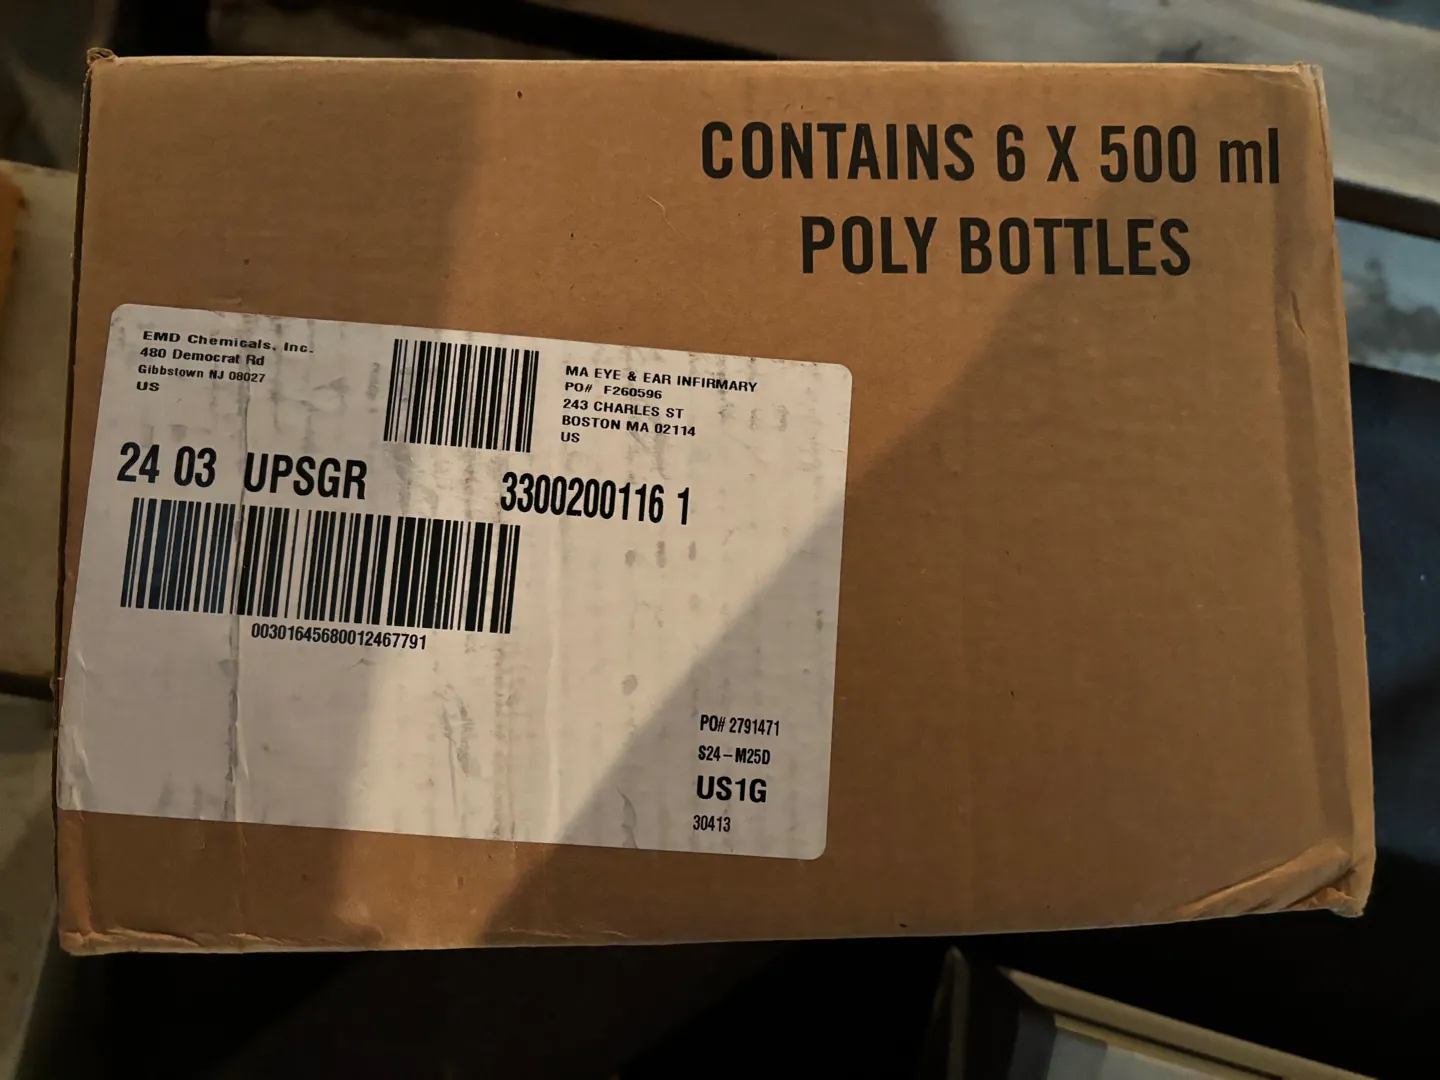 CONTAINS 6 X 500 ml
POLY BOTTLES
EMD Chemicals, Inc.
480 Democrat Rd
Gibbstown NJ 08027
US
MA EYE & EAR INFIRMARY
PO# F260596
243 CHARLES ST
BOSTON MA 02114
US
24 03 UPSGR
3300200116 1
00301645680012467791
PO# 2791471
S24-M25D
US1G
30413